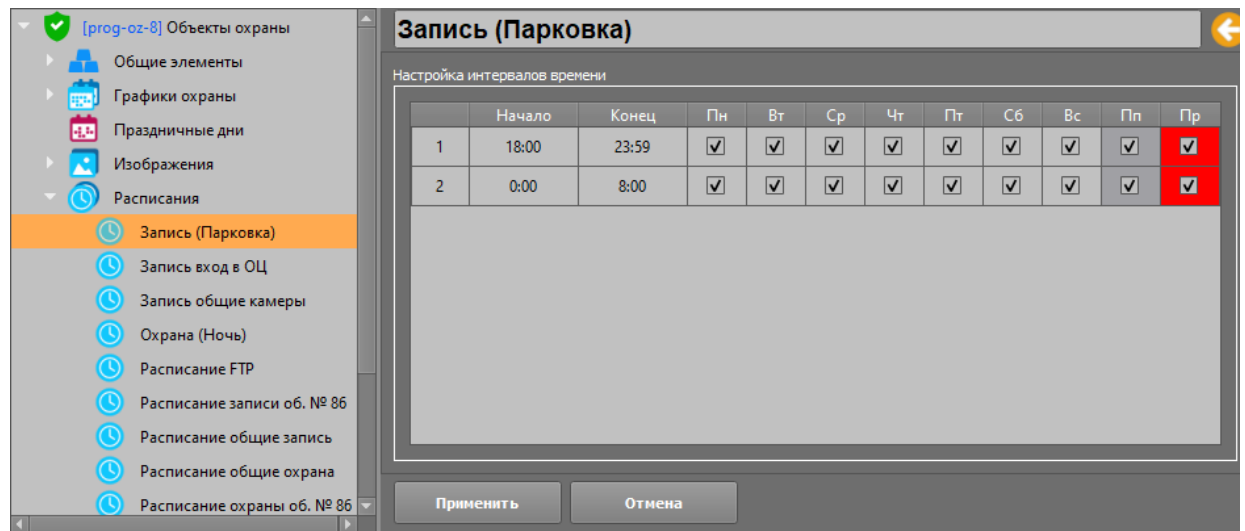 [prog-oz-8] Объекты охраны
Общие элементы
Графики охраны
Праздничные дни
Изображения
Расписания
Запись (Парковка)
Запись вход в ОЦ
Запись общие камеры
Охрана (Ночь)
Расписание FTP
Расписание записи об. № 86
Расписание общие запись
Расписание общие охрана
Расписание охраны об. № 86
Запись (Парковка)
Настройка интервалов времени
Начало Конец Пн Вт Ср Чт Пт Сб Вс Пп Пр
1 18:00 23:59
2 0:00 8:00
Применить Отмена